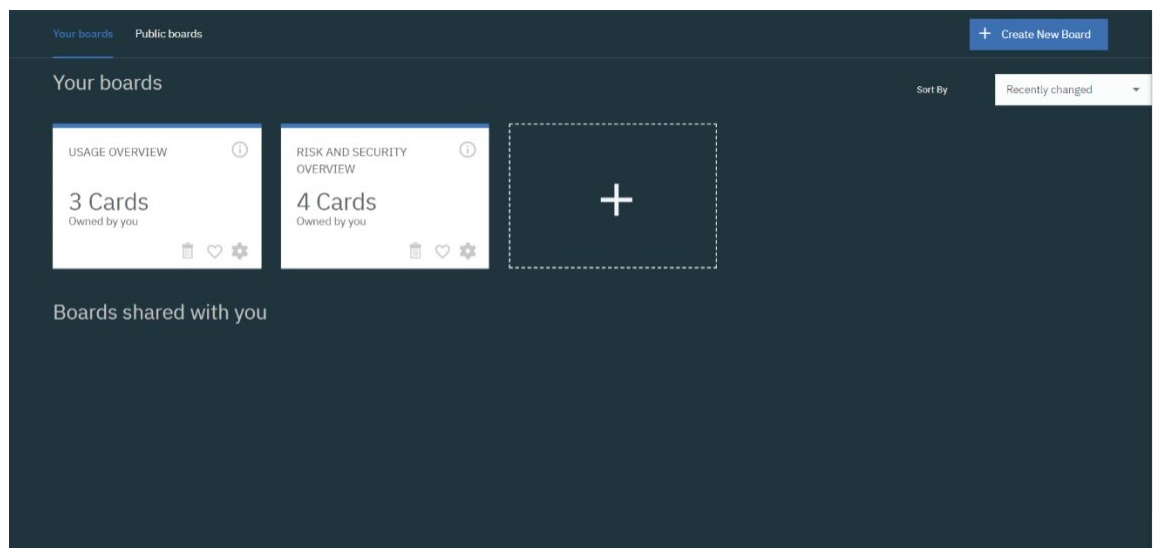 Your boards
Public boards
Create New Board
Your boards
Sort By
Recently changed
USAGE OVERVIEW
3 Cards
Owned by you
RISK AND SECURITY
OVERVIEW
4 Cards
Owned by you
Boards shared with you